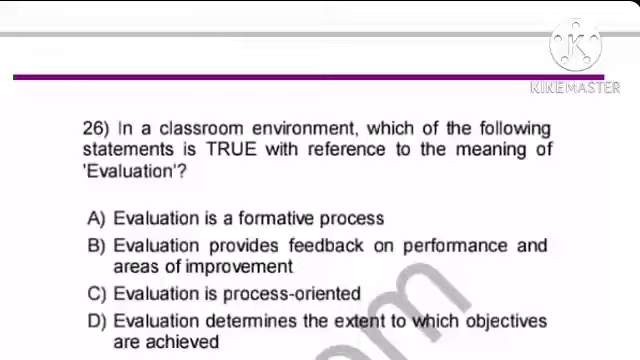 KINEMASTER
26) In a classroom environment, which of the following
statements is TRUE with reference to the meaning of
'Evaluation'?
A) Evaluation is a formative process
B) Evaluation provides feedback on performance and
areas of improvement
C) Evaluation is process-oriented
D) Evaluation determines the extent to which objectives
are achieved